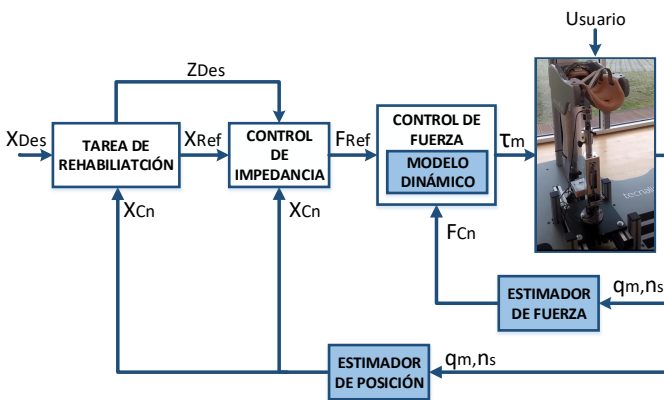 Usuario
ZDes
XDes
TAREA DE
REHABILIATCIÓN
XRef
CONTROL
DE
IMPEDANCIA
FRef
CONTROL DE
FUERZA
MODELO
DINÁMICO
τm
tecnalia
XCn
XCn
FCn
ESTIMADOR
DE FUERZA
qm,ns
ESTIMADOR
DE POSICIÓN
qm,ns